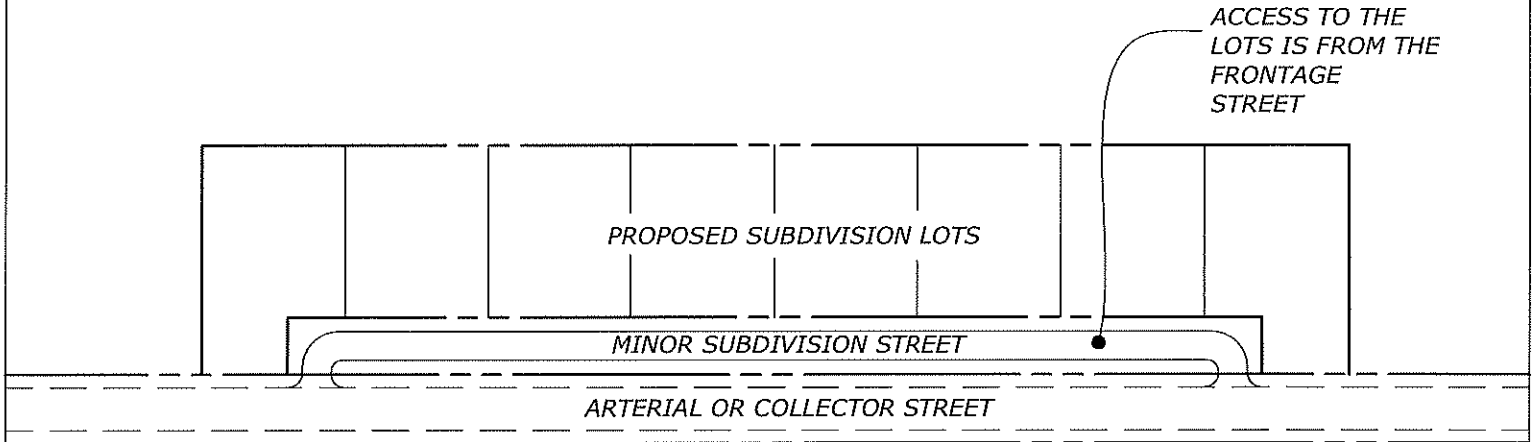 ACCESS TO THE
LOTS IS FROM THE
FRONTAGE
STREET
PROPOSED SUBDIVISION LOTS
MINOR SUBDIVISION STREET
ARTERIAL OR COLLECTOR STREET